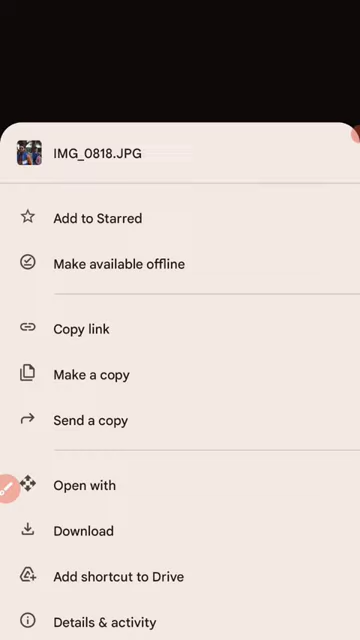 IMG_0818.JPG
Add to Starred
Make available offline
Copy link
Make a copy
Send a copy
Open with
Download
Add shortcut to Drive
Details & activity